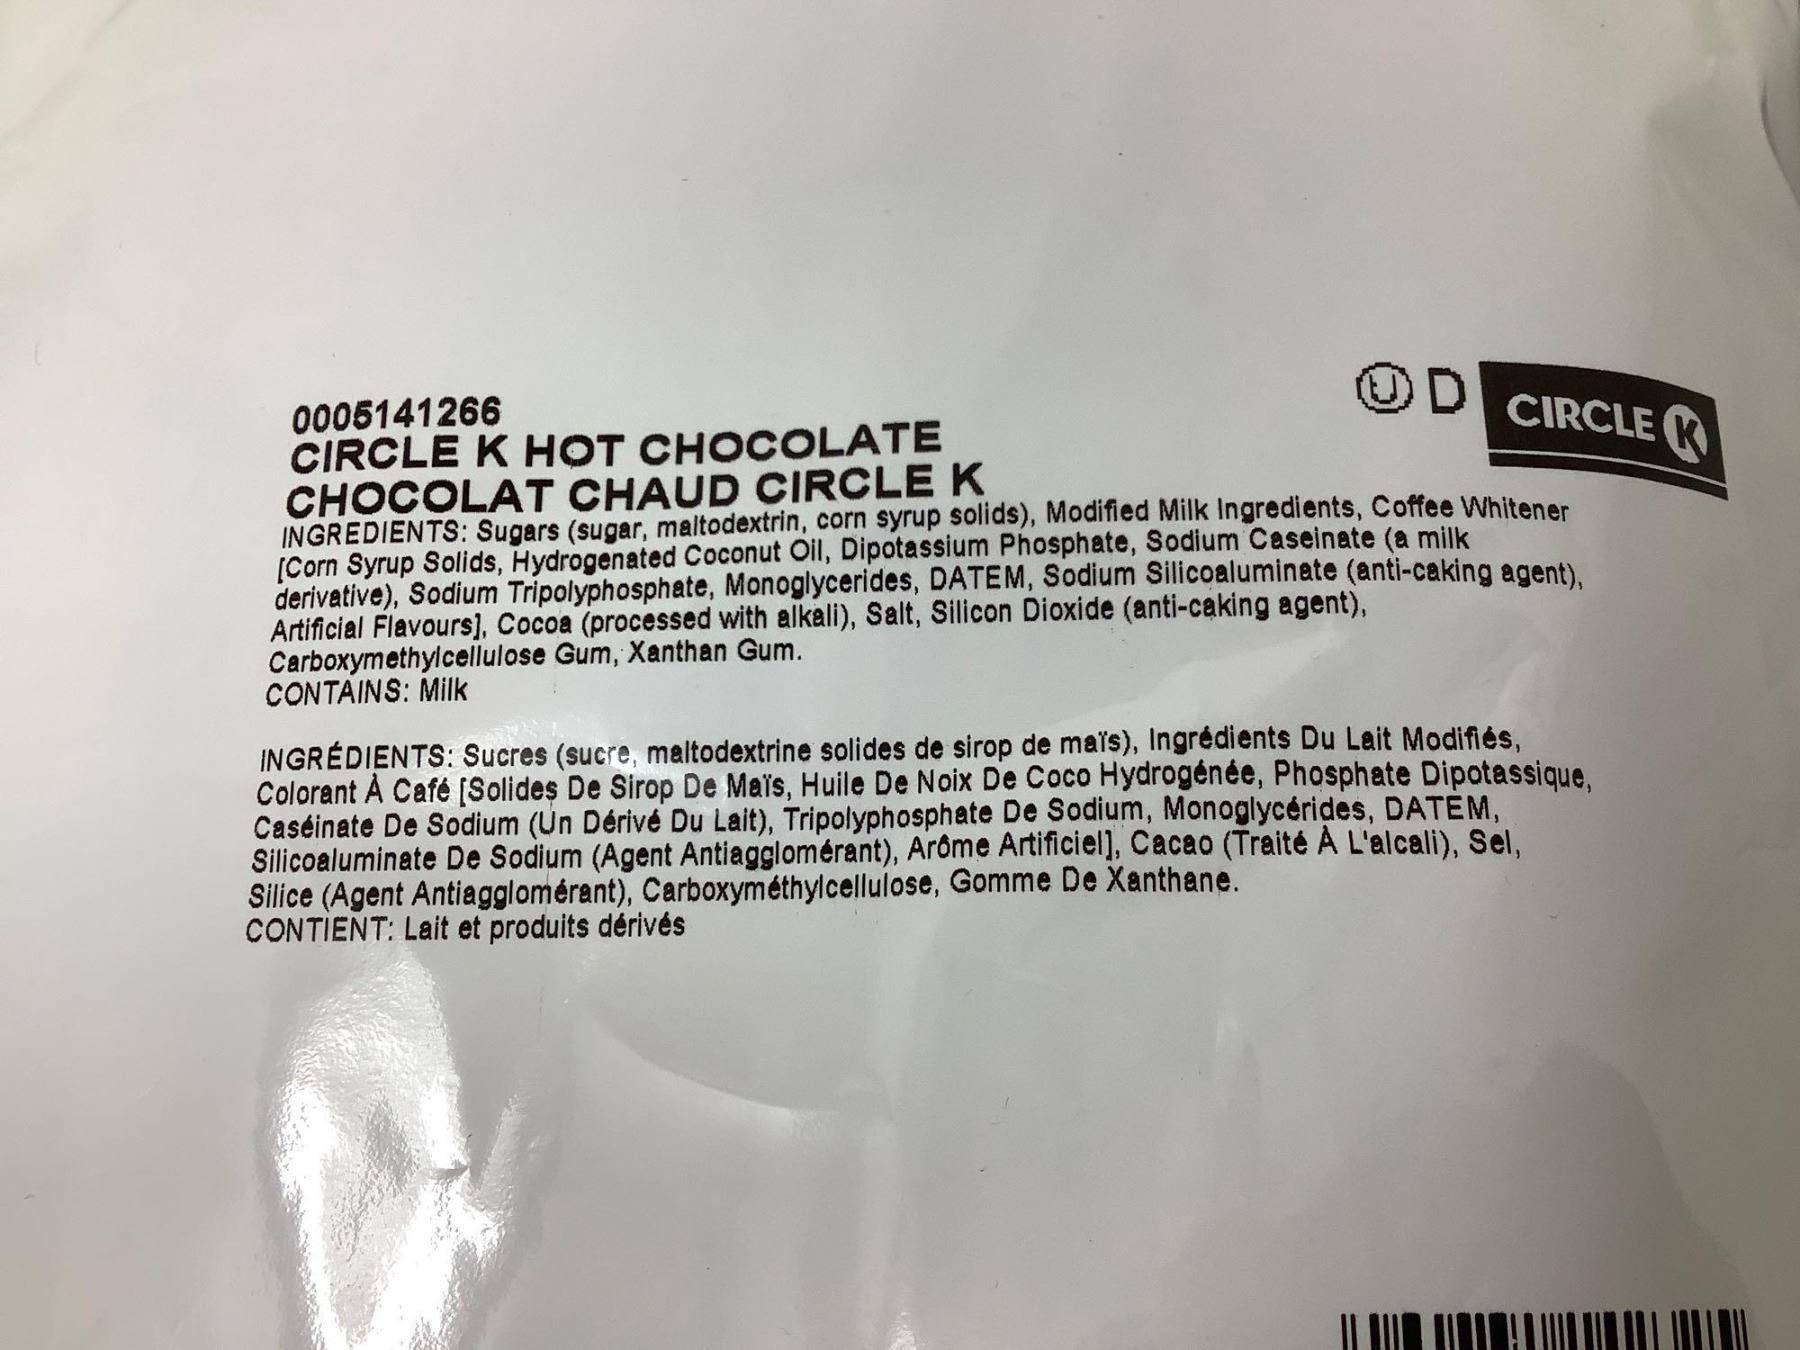 0005141266
CIRCLE K HOT CHOCOLATE
CHOCOLAT CHAUD CIRCLE K
Ⓤ D
CIRCLE K
INGREDIENTS: Sugars (sugar, maltodextrin, corn syrup solids), Modified Milk Ingredients, Coffee Whitener
[Corn Syrup Solids, Hydrogenated Coconut Oil, Dipotassium Phosphate, Sodium Caseinate (a milk
derivative), Sodium Tripolyphosphate, Monoglycerides, DATEM, Sodium Silicoaluminate (anti-caking agent),
Artificial Flavours], Cocoa (processed with alkali), Salt, Silicon Dioxide (anti-caking agent),
Carboxymethylcellulose Gum, Xanthan Gum.
CONTAINS: Milk
INGRÉDIENTS: Sucres (sucre, maltodextrine solides de sirop de maïs), Ingrédients Du Lait Modifiés,
Colorant À Café [Solides De Sirop De Maïs, Huile De Noix De Coco Hydrogénée, Phosphate Dipotassique,
Caséinate De Sodium (Un Dérivé Du Lait), Tripolyphosphate De Sodium, Monoglycérides, DATEM,
Silicoaluminate De Sodium (Agent Antiagglomérant), Arôme Artificiel], Cacao (Traité À L'alcali), Sel,
Silice (Agent Antiagglomérant), Carboxyméthylcellulose, Gomme De Xanthane.
CONTIENT: Lait et produits dérivés